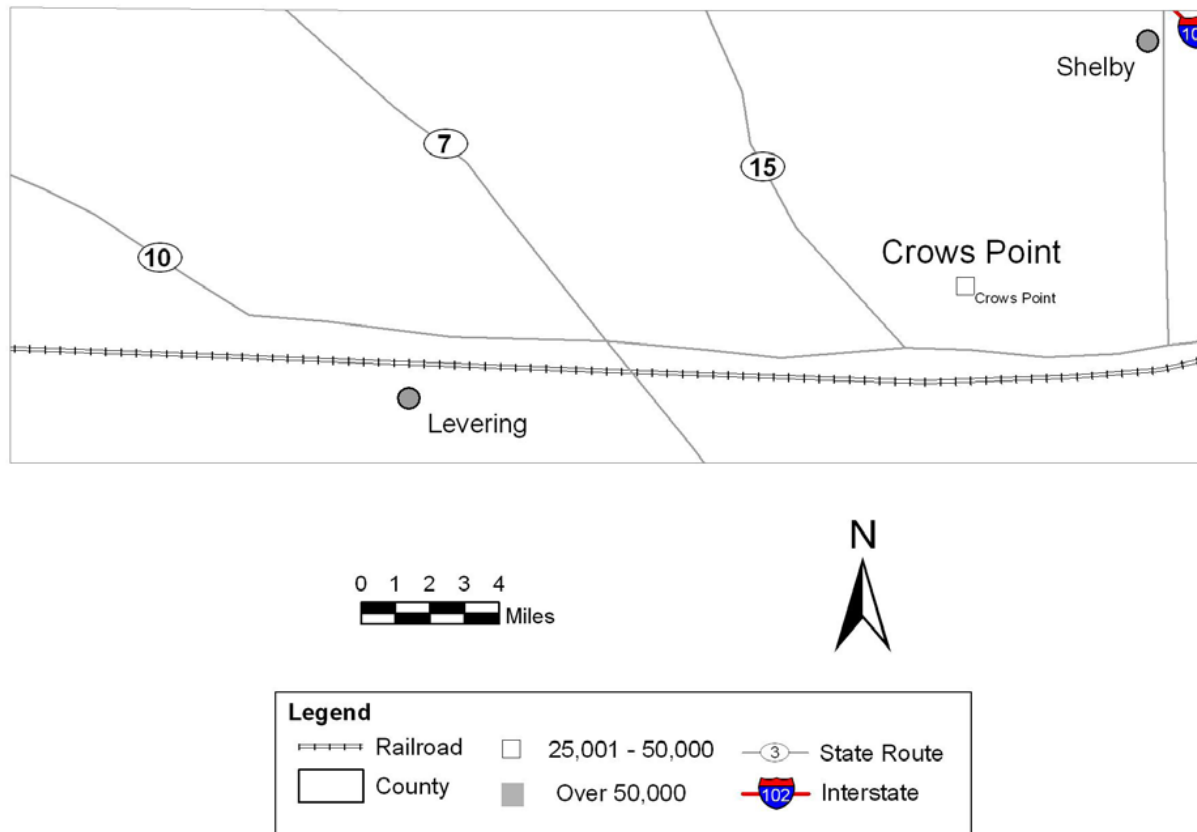 10
Shelby
7
15
Crows Point
10
Crows Point
Levering
N
0 1 2 3 4
Miles
Legend
Railroad
25,001 - 50,000
3
State Route
County
Over 50,000
102
Interstate